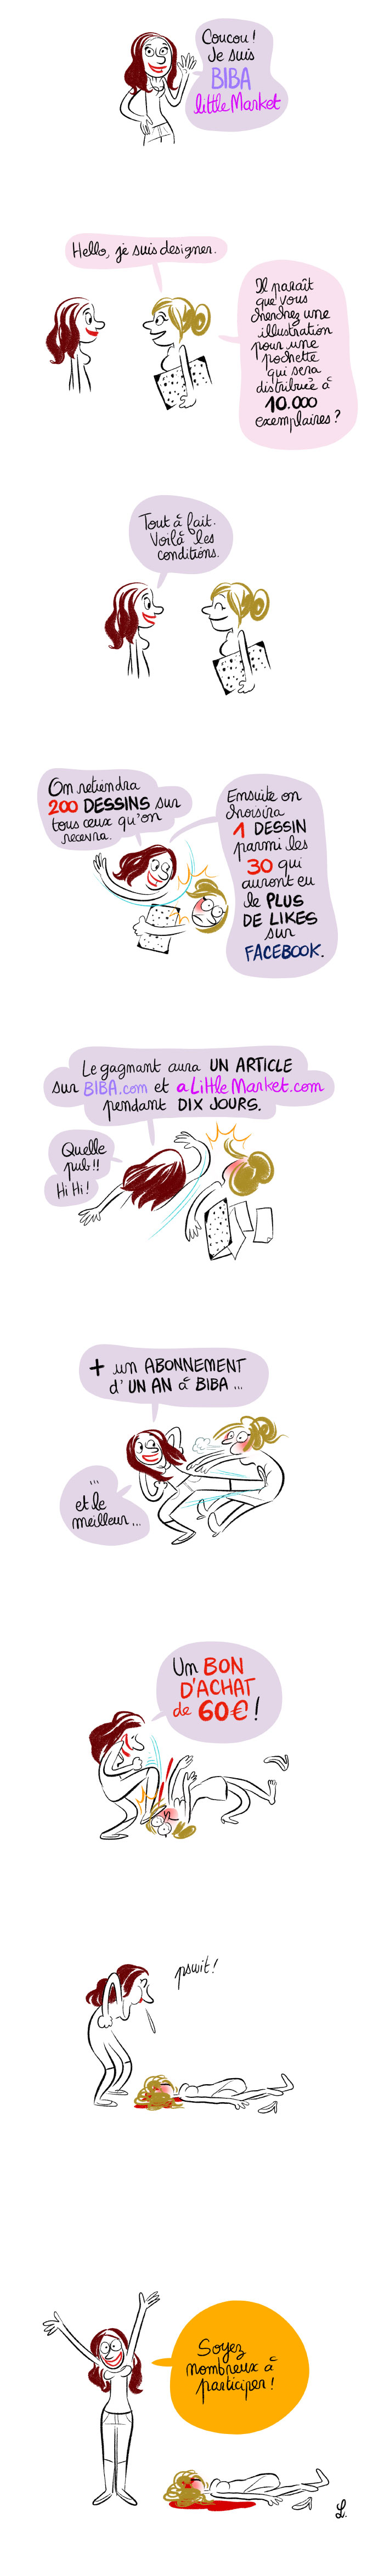 Coucou !
Je suis
BIBA
little Market
Hello, je suis designer.
Il paraît
que vous
cherchez une
illustration
pour une
pochette
qui sera
distribuée à
10.000
exemplaires ?
Tout à fait.
Voilà les
conditions.
On retiendra
200 DESSINS sur
tous ceux qu'on
recevra.
Ensuite on
choisira
1 DESSIN
parmi les
30 qui
auront eu
le PLUS
DE LIKES
sur
FACEBOOK.
Le gagnant aura UN ARTICLE
sur BIBA.com et a Little Market.com
pendant DIX JOURS.
Quelle
pub !!
Hi Hi !
+ un ABONNEMENT
d'UN AN à BIBA ...
...
et le
meilleur ...
Un BON
D'ACHAT
de 60€ !
pswit !
Soyez
nombreux à
participer !
L.